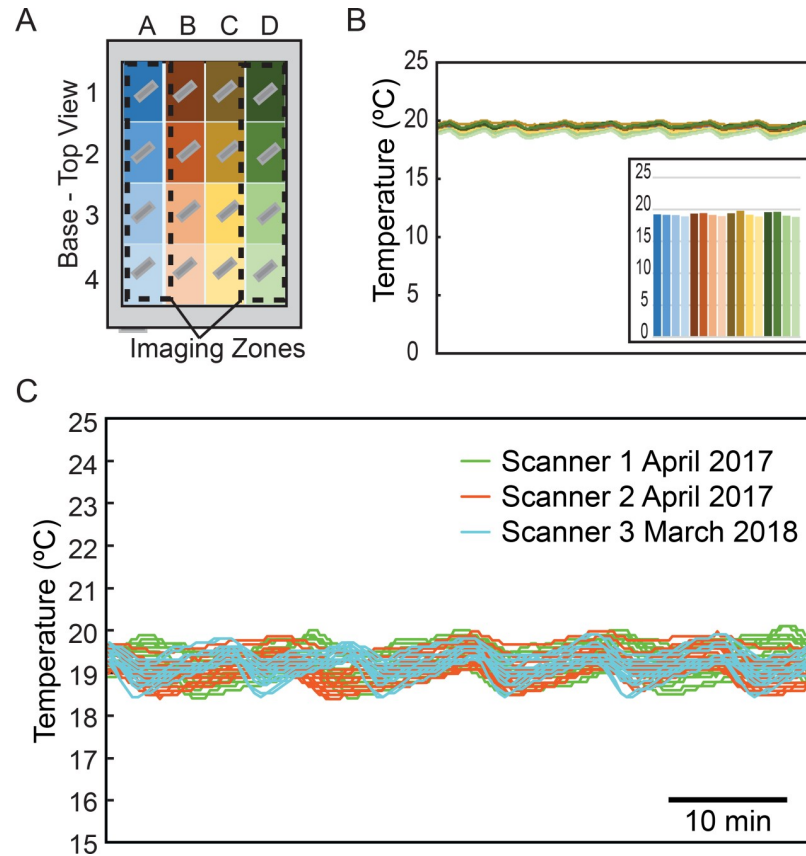 A
A B C D
1
2
3
4
Base - Top View
Imaging Zones
B
Temperature (ºC)
25
20
15
10
5
0
25
20
15
10
5
0
C
Temperature (ºC)
25
24
23
22
21
20
19
18
17
16
15
Scanner 1 April 2017
Scanner 2 April 2017
Scanner 3 March 2018
10 min